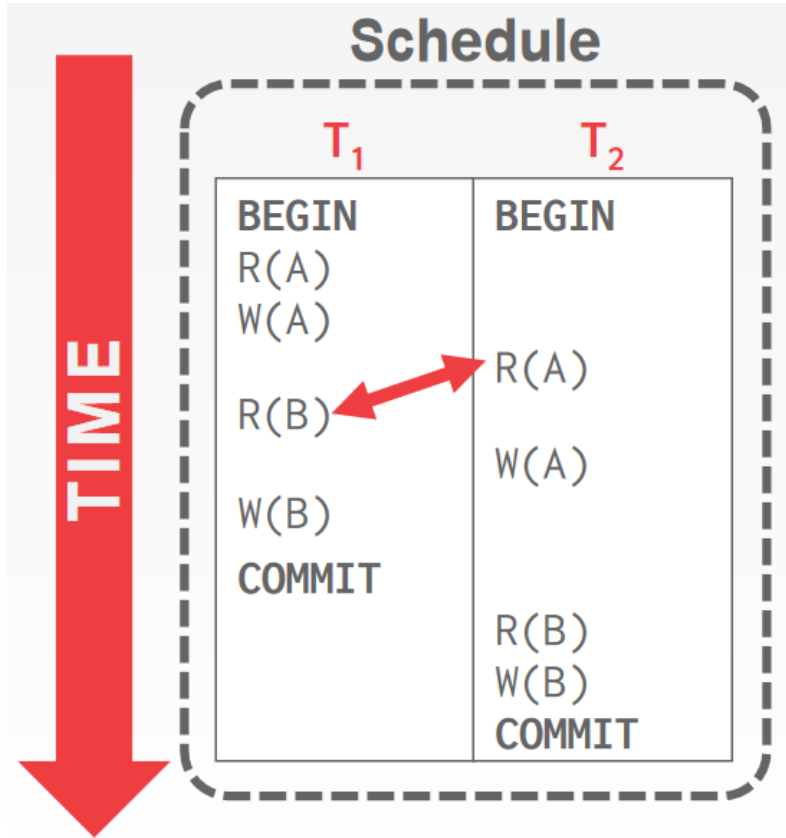 Schedule
TIME
T1 T2
BEGIN BEGIN
R(A)
W(A)
R(A)
R(B)
W(A)
W(B)
COMMIT
R(B)
W(B)
COMMIT